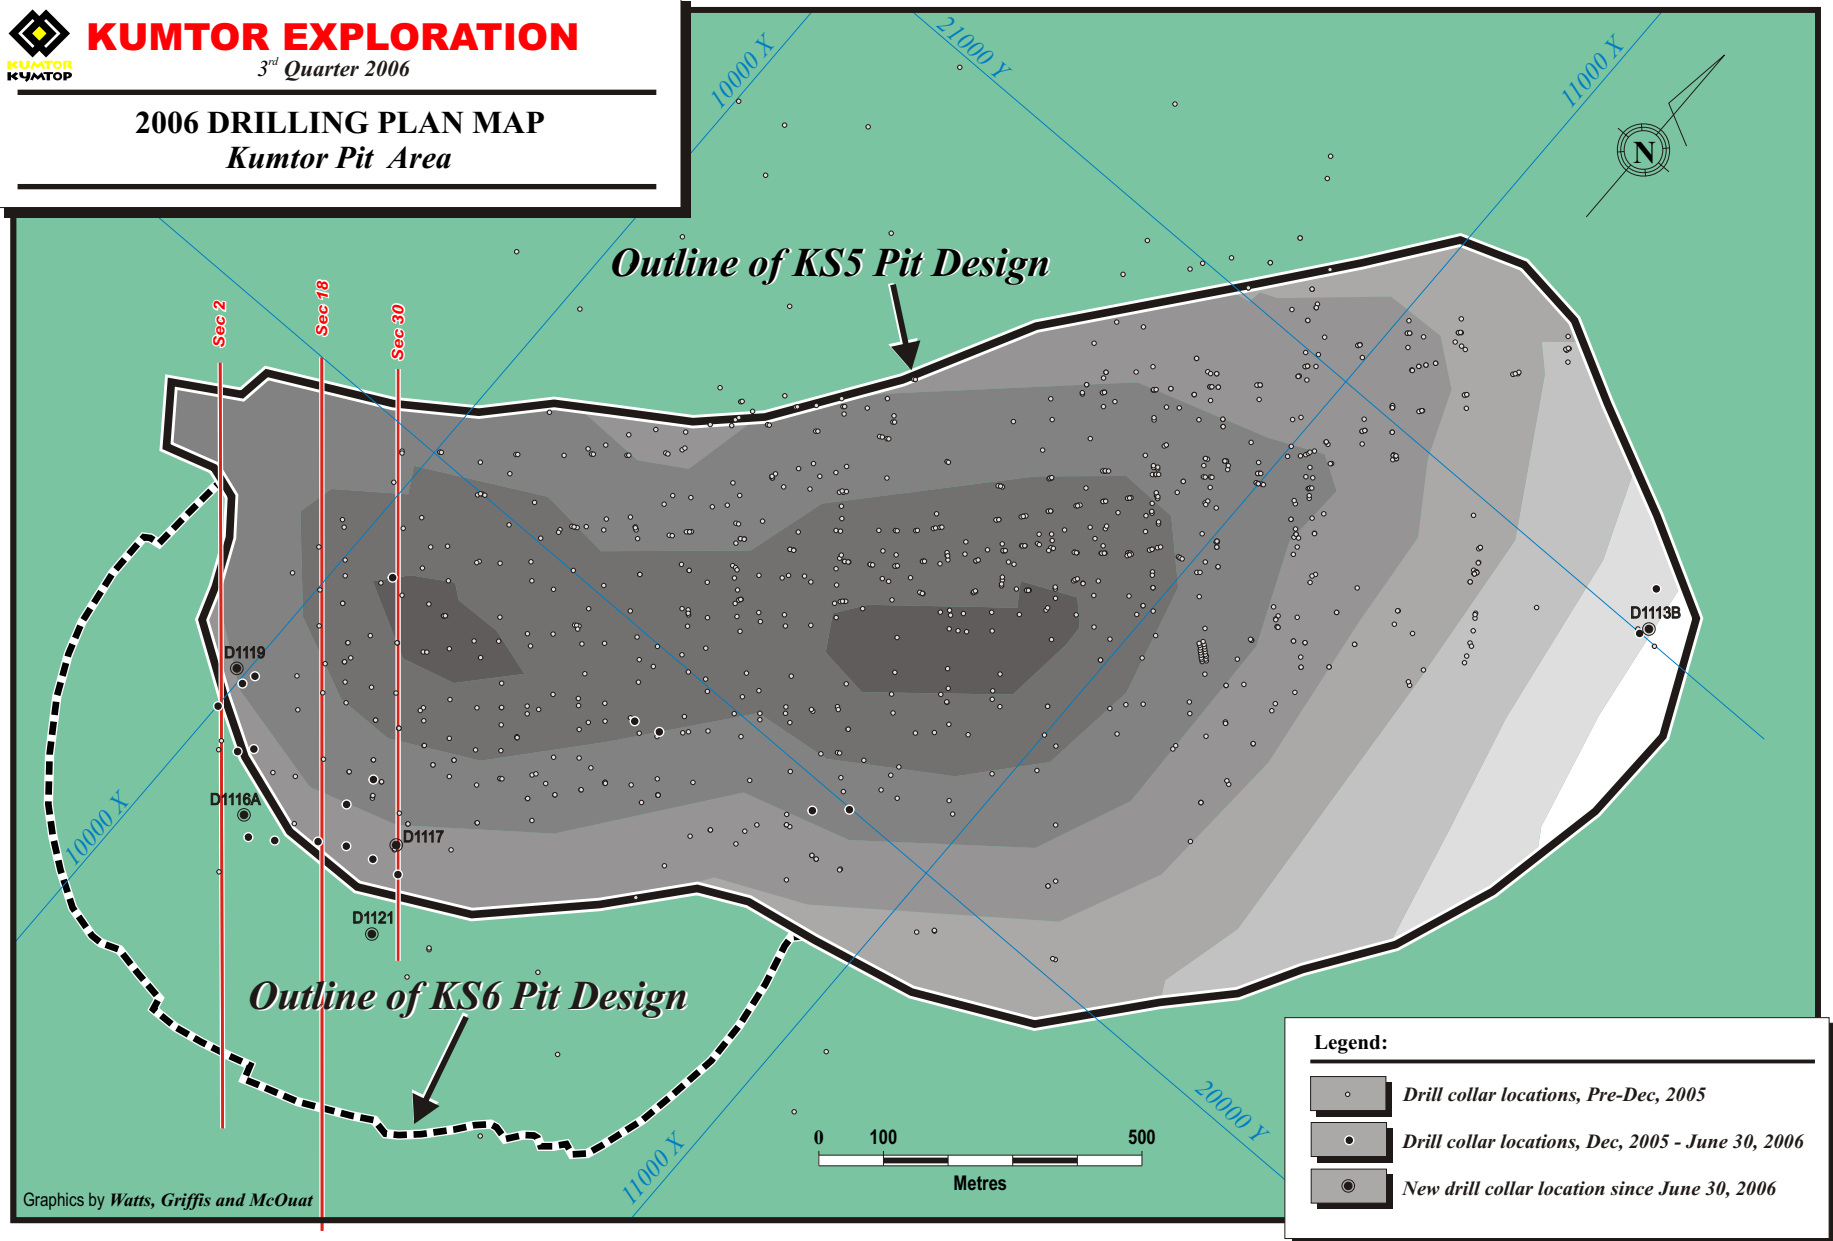 KUMTOR
КУМТОР
KUMTOR EXPLORATION
3rd Quarter 2006
2006 DRILLING PLAN MAP
Kumtor Pit Area
10000 X
21000 Y
11000 X
N
Outline of KS5 Pit Design
Sec 2
Sec 18
Sec 30
D1119
D1113B
D1116A
D1117
10000 X
D1121
Outline of KS6 Pit Design
20000 Y
11000 X
0 100 500
Metres
Legend:
Drill collar locations, Pre-Dec, 2005
Drill collar locations, Dec, 2005 - June 30, 2006
New drill collar location since June 30, 2006
Graphics by Watts, Griffis and McOuat